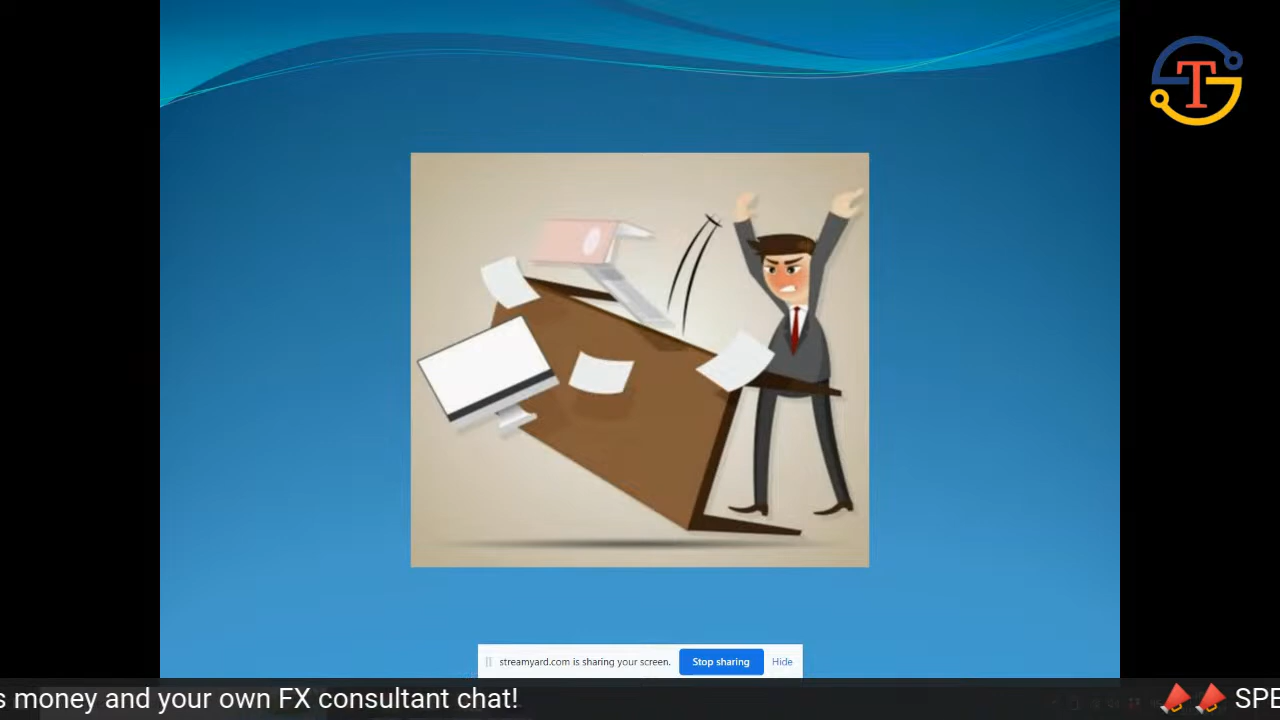 T
streamyard.com is sharing your screen.
Stop sharing
Hide
s money and your own FX consultant chat!
SPE